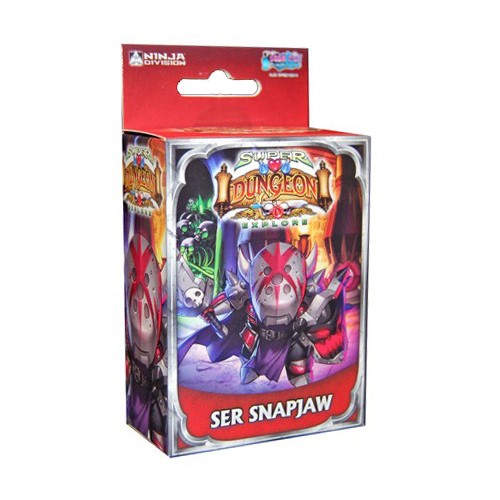 NINJA
DIVISION
SUPER
DUNGEON
EXPLORE
SER SNAPJAW